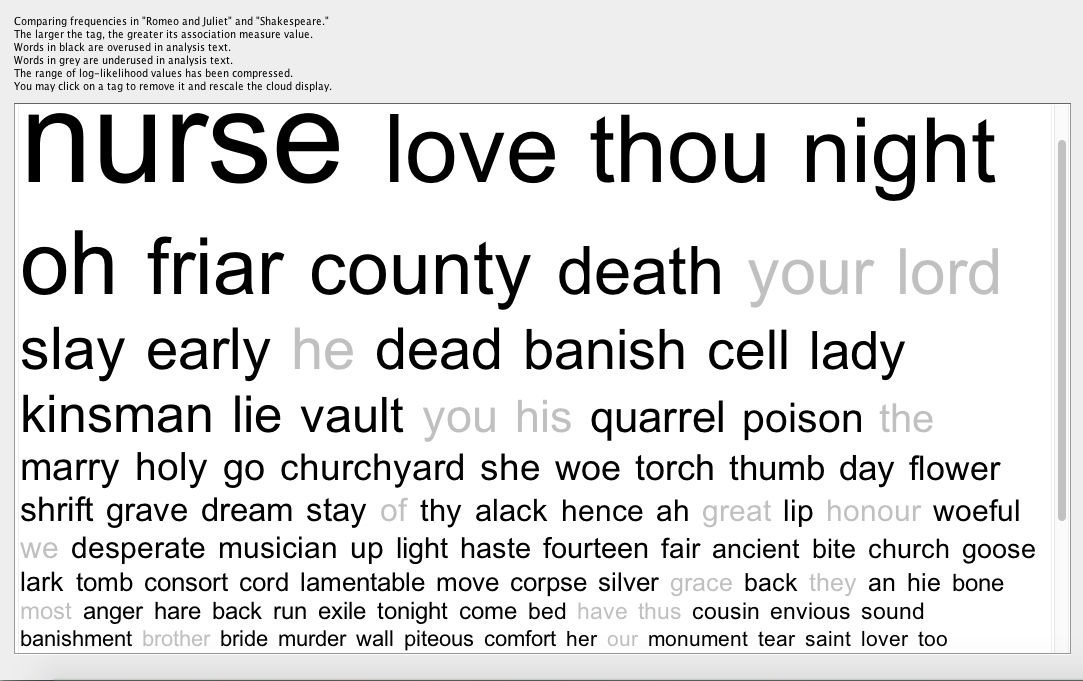 Comparing frequencies in "Romeo and Juliet" and "Shakespeare."
The larger the tag, the greater its association measure value.
Words in black are overused in analysis text.
Words in grey are underused in analysis text.
The range of log-likelihood values has been compressed.
You may click on a tag to remove it and rescale the cloud display.
nurse love thou night
oh friar county death your lord
slay early he dead banish cell lady
kinsman lie vault you his quarrel poison the
marry holy go churchyard she woe torch thumb day flower
shrift grave dream stay of thy alack hence ah great lip honour woeful
we desperate musician up light haste fourteen fair ancient bite church goose
lark tomb consort cord lamentable move corpse silver grace back they an hie bone
most anger hare back run exile tonight come bed have thus cousin envious sound
banishment brother bride murder wall piteous comfort her our monument tear saint lover too